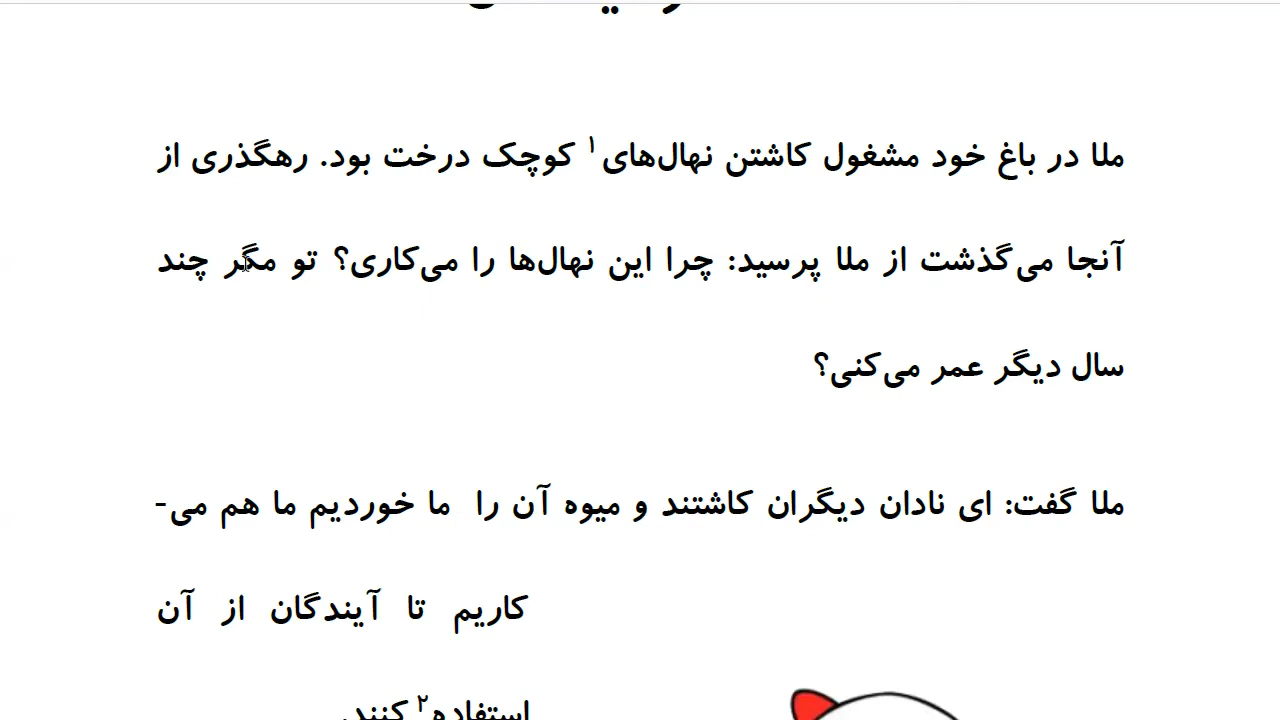 ملا در باغ خود مشغول کاشتن نهال‌های۱ کوچک درخت بود. رهگذری از
آنجا می‌گذشت از ملا پرسید: چرا این نهال‌ها را می‌کاری؟ تو مگر چند
سال دیگر عمر می‌کنی؟
ملا گفت: ای نادان دیگران کاشتند و میوه آن را ما خوردیم ما هم می-
کاریم تا آیندگان از آن
استفاده۲ کنند.